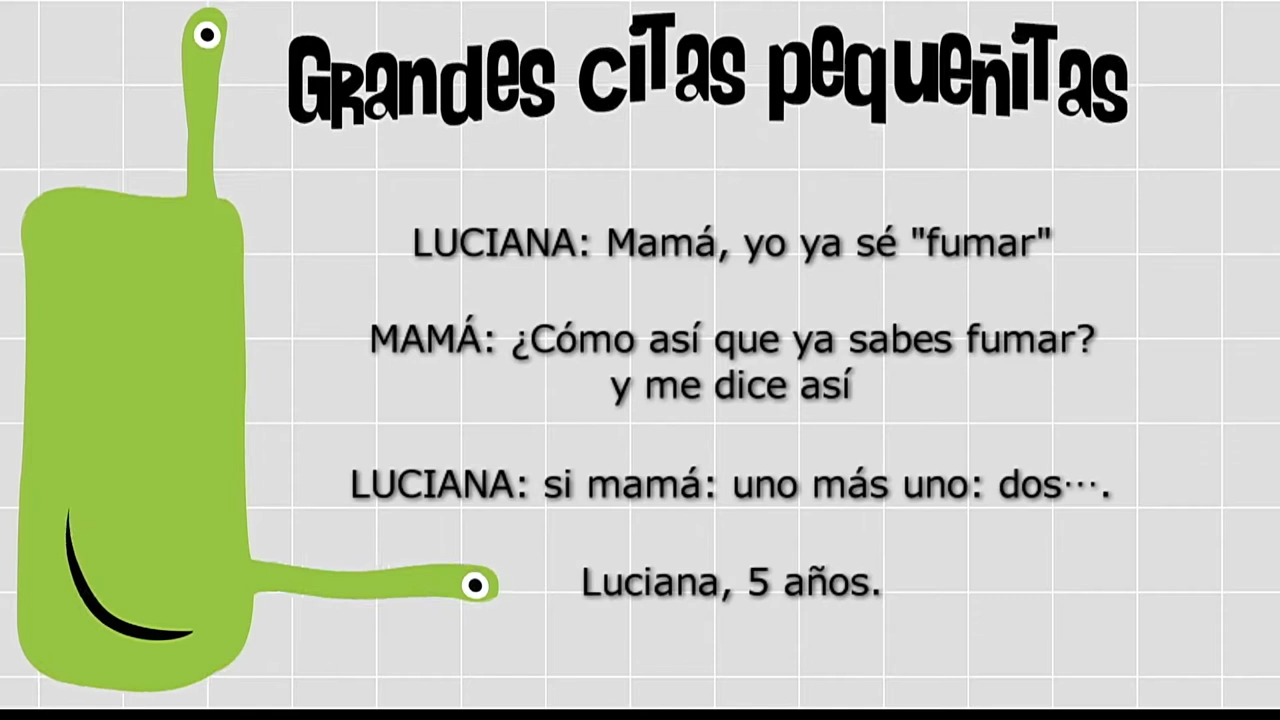 Grandes citas pequeñitas
LUCIANA: Mamá, yo ya sé "fumar"
MAMÁ: ¿Cómo así que ya sabes fumar?
y me dice así
LUCIANA: si mamá: uno más uno: dos⋯.
Luciana, 5 años.